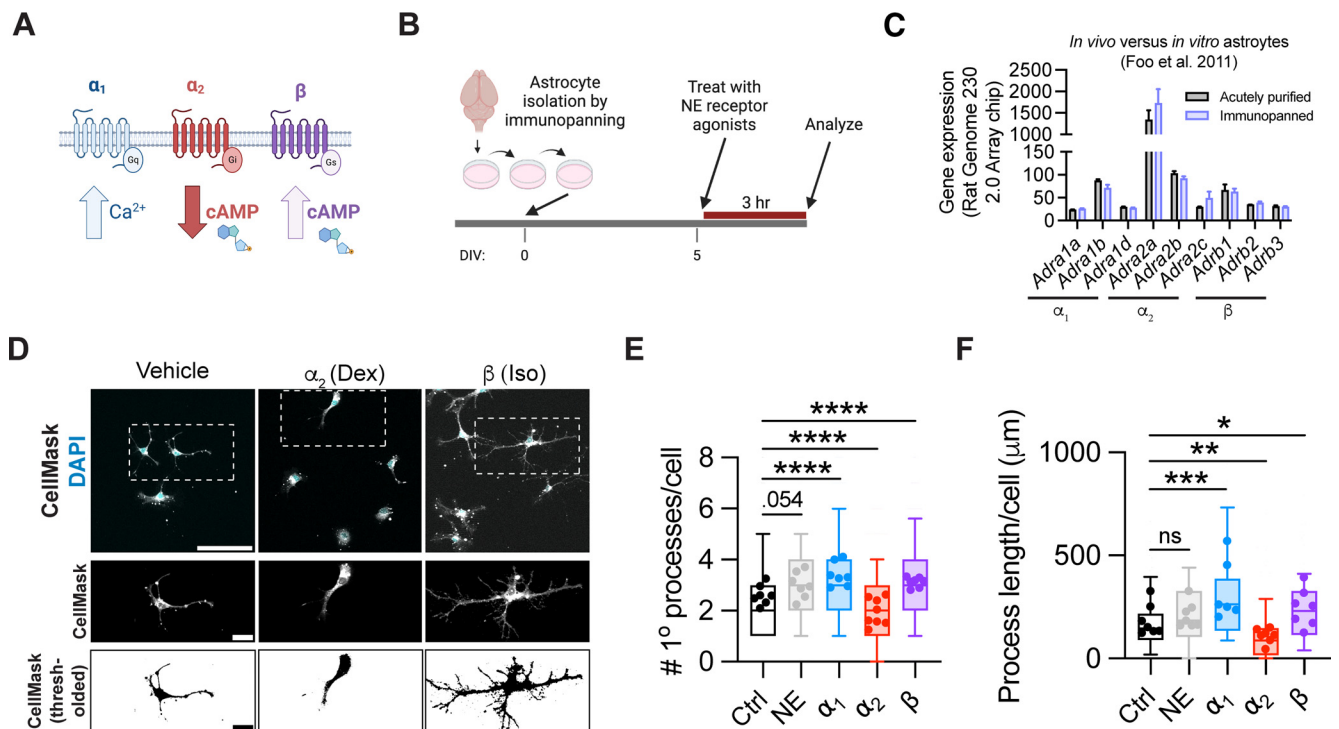 A
α1
α2
β
Gq
Gi
Gs
Ca2+
cAMP
cAMP
B
Astrocyte
isolation by
immunopanning
Treat with
NE receptor
agonists
Analyze
3 hr
DIV:
0
5
C
In vivo versus in vitro astroytes
(Foo et al. 2011)
Gene expression
(Rat Genome 230
2.0 Array chip)
2500
2000
1500
1000
150
100
50
0
Acutely purified
Immunopanned
Adra1a
Adra1b
Adra1d
Adra2a
Adra2b
Adra2c
Adrb1
Adrb2
Adrb3
α1
α2
β
D
Vehicle
α2 (Dex)
β (Iso)
CellMask
DAPI
CellMask
CellMask
(thresh-
olded)
E
# 1° processes/cell
8
6
4
2
0
****
****
****
.054
Ctrl
NE
α1
α2
β
F
Process length/cell (μm)
1000
500
0
*
**
***
ns
Ctrl
NE
α1
α2
β